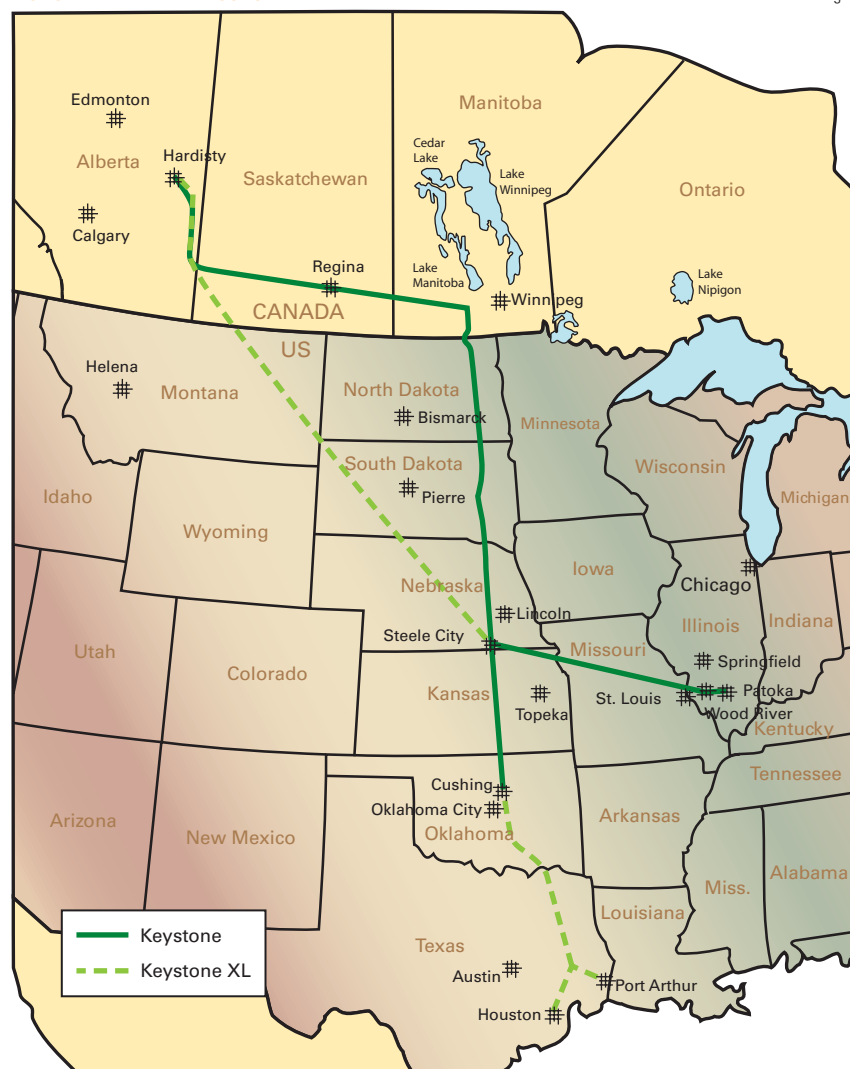 Edmonton
Manitoba
Cedar
Lake
Hardisty
Alberta
Lake
Winnipeg
Saskatchewan
Ontario
Calgary
Regina
Lake
Manitoba
Lake
Nipigon
Winnipeg
CANADA
US
Helena
Montana
North Dakota
Bismarck
Minnesota
South Dakota
Wisconsin
Pierre
Idaho
Michigan
Wyoming
Iowa
Chicago
Nebraska
Lincoln
Illinois
Indiana
Steele City
Missouri
Utah
Springfield
Colorado
Kansas
St. Louis
Patoka
Topeka
Wood River
Kentucky
Tennessee
Cushing
Oklahoma City
Arkansas
Arizona
New Mexico
Oklahoma
Alabama
Miss.
Louisiana
Keystone
Texas
Keystone XL
Austin
Port Arthur
Houston